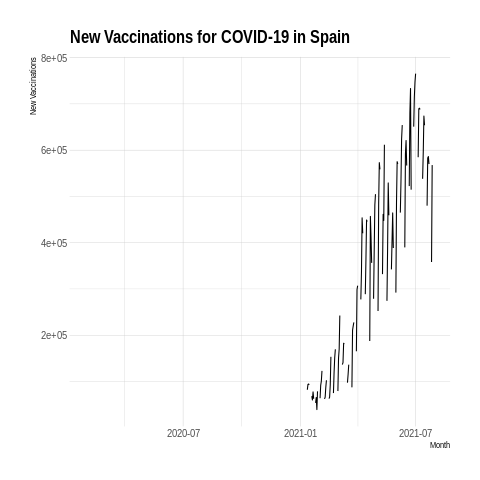 New Vaccinations for COVID-19 in Spain
8e+05
New Vaccinations
6e+05
4e+05
2e+05
2020-07
2021-01
2021-07
Month